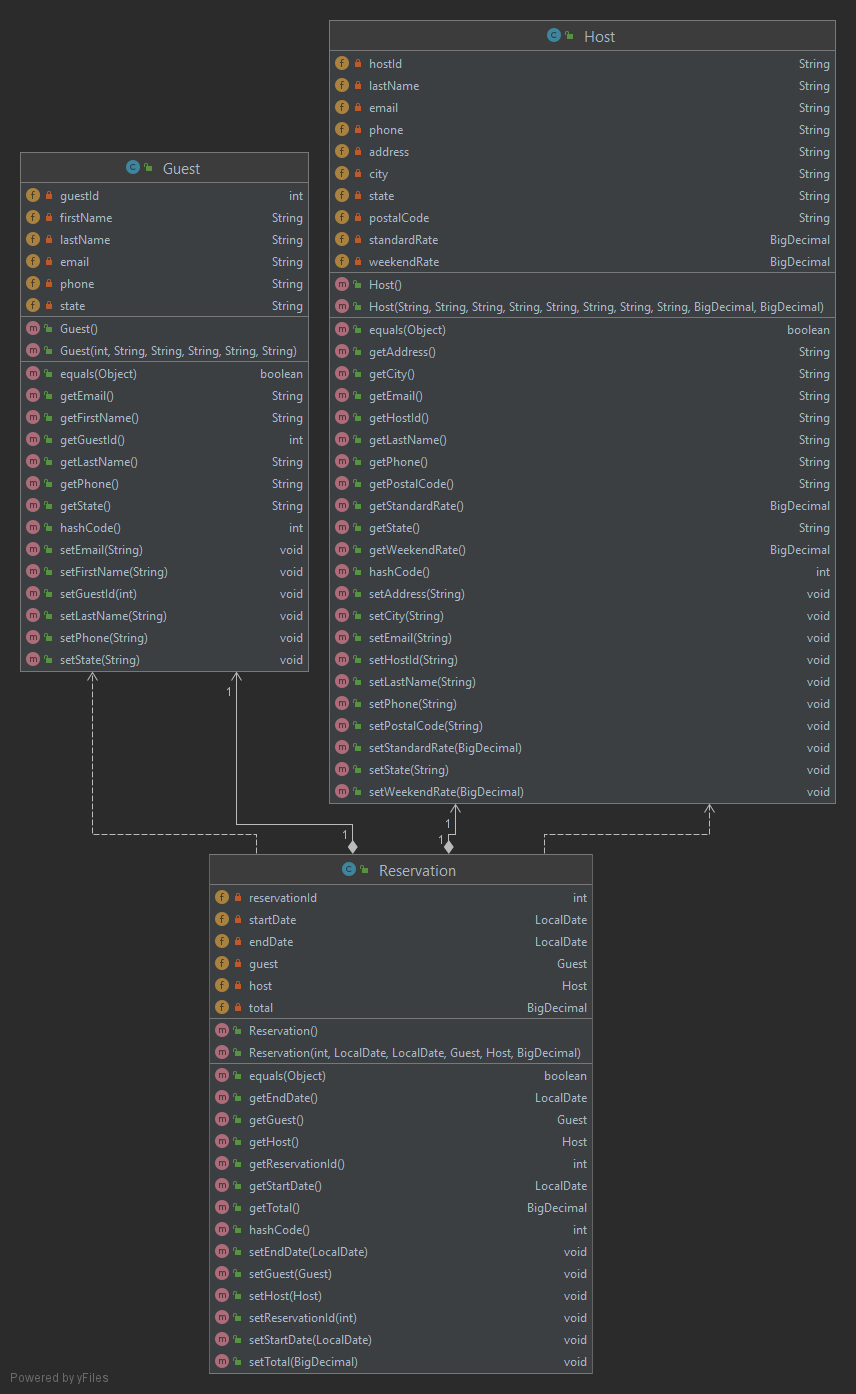 Guest
guestId int
firstName String
lastName String
email String
phone String
state String
Guest()
Guest(int, String, String, String, String, String)
equals(Object) boolean
getEmail() String
getFirstName() String
getGuestId() int
getLastName() String
getPhone() String
getState() String
hashCode() int
setEmail(String) void
setFirstName(String) void
setGuestId(int) void
setLastName(String) void
setPhone(String) void
setState(String) void
Host
hostId String
lastName String
email String
phone String
address String
city String
state String
postalCode String
standardRate BigDecimal
weekendRate BigDecimal
Host()
Host(String, String, String, String, String, String, String, String, BigDecimal, BigDecimal)
equals(Object) boolean
getAddress() String
getCity() String
getEmail() String
getHostId() String
getLastName() String
getPhone() String
getPostalCode() String
getStandardRate() BigDecimal
getState() String
getWeekendRate() BigDecimal
hashCode() int
setAddress(String) void
setCity(String) void
setEmail(String) void
setHostId(String) void
setLastName(String) void
setPhone(String) void
setPostalCode(String) void
setStandardRate(BigDecimal) void
setState(String) void
setWeekendRate(BigDecimal) void
1
1
1
1
Reservation
reservationId int
startDate LocalDate
endDate LocalDate
guest Guest
host Host
total BigDecimal
Reservation()
Reservation(int, LocalDate, LocalDate, Guest, Host, BigDecimal)
equals(Object) boolean
getEndDate() LocalDate
getGuest() Guest
getHost() Host
getReservationId() int
getStartDate() LocalDate
getTotal() BigDecimal
hashCode() int
setEndDate(LocalDate) void
setGuest(Guest) void
setHost(Host) void
setReservationId(int) void
setStartDate(LocalDate) void
setTotal(BigDecimal) void
Powered by yFiles